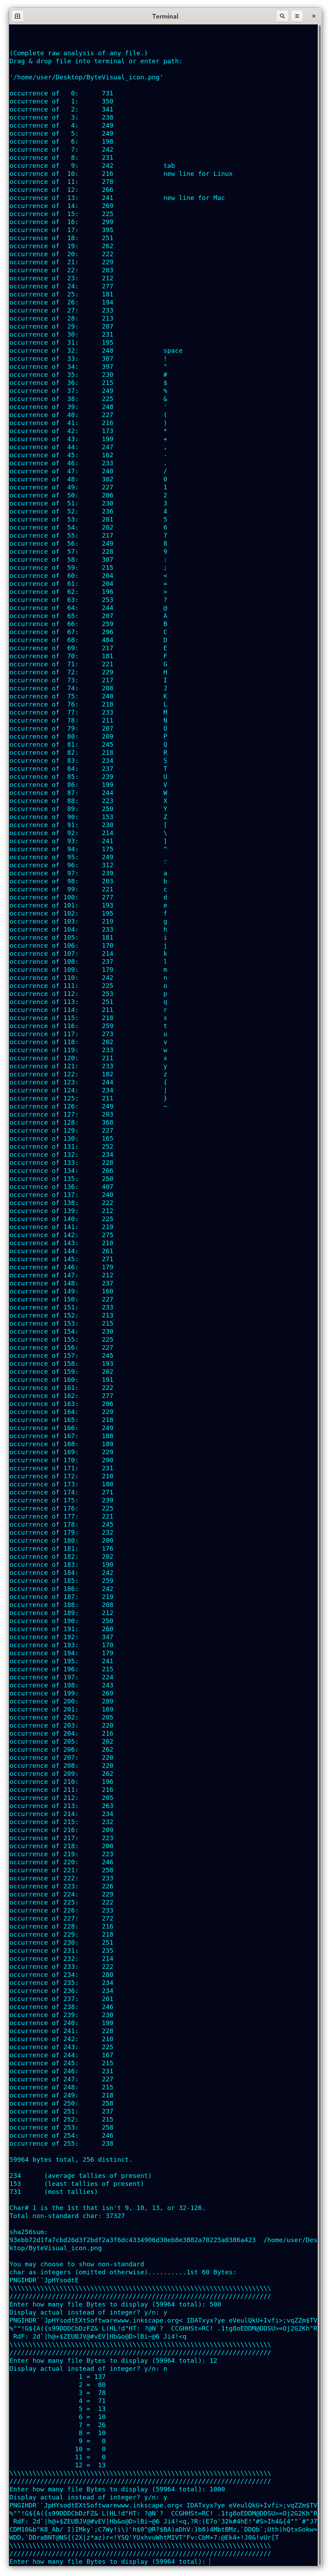 Terminal
(Complete raw analysis of any file.)
Drag & drop file into terminal or enter path:
'/home/user/Desktop/ByteVisual_icon.png'
occurrence of   0:      731
occurrence of   1:      350
occurrence of   2:      341
occurrence of   3:      238
occurrence of   4:      249
occurrence of   5:      249
occurrence of   6:      198
occurrence of   7:      242
occurrence of   8:      231
occurrence of   9:      242             tab
occurrence of  10:      216             new line for Linux
occurrence of  11:      270
occurrence of  12:      266
occurrence of  13:      241             new line for Mac
occurrence of  14:      269
occurrence of  15:      225
occurrence of  16:      299
occurrence of  17:      395
occurrence of  18:      251
occurrence of  19:      262
occurrence of  20:      222
occurrence of  21:      229
occurrence of  22:      203
occurrence of  23:      212
occurrence of  24:      277
occurrence of  25:      181
occurrence of  26:      194
occurrence of  27:      233
occurrence of  28:      213
occurrence of  29:      287
occurrence of  30:      231
occurrence of  31:      195
occurrence of  32:      248             space
occurrence of  33:      307             !
occurrence of  34:      397             "
occurrence of  35:      230             #
occurrence of  36:      215             $
occurrence of  37:      249             %
occurrence of  38:      225             &
occurrence of  39:      248             '
occurrence of  40:      227             (
occurrence of  41:      216             )
occurrence of  42:      173             *
occurrence of  43:      199             +
occurrence of  44:      247             ,
occurrence of  45:      162             -
occurrence of  46:      233             .
occurrence of  47:      240             /
occurrence of  48:      302             0
occurrence of  49:      227             1
occurrence of  50:      206             2
occurrence of  51:      230             3
occurrence of  52:      236             4
occurrence of  53:      201             5
occurrence of  54:      202             6
occurrence of  55:      217             7
occurrence of  56:      249             8
occurrence of  57:      228             9
occurrence of  58:      307             :
occurrence of  59:      215             ;
occurrence of  60:      204             <
occurrence of  61:      204             =
occurrence of  62:      196             >
occurrence of  63:      253             ?
occurrence of  64:      244             @
occurrence of  65:      207             A
occurrence of  66:      259             B
occurrence of  67:      296             C
occurrence of  68:      484             D
occurrence of  69:      217             E
occurrence of  70:      181             F
occurrence of  71:      221             G
occurrence of  72:      229             H
occurrence of  73:      217             I
occurrence of  74:      208             J
occurrence of  75:      240             K
occurrence of  76:      218             L
occurrence of  77:      233             M
occurrence of  78:      211             N
occurrence of  79:      207             O
occurrence of  80:      209             P
occurrence of  81:      245             Q
occurrence of  82:      218             R
occurrence of  83:      234             S
occurrence of  84:      237             T
occurrence of  85:      239             U
occurrence of  86:      199             V
occurrence of  87:      244             W
occurrence of  88:      223             X
occurrence of  89:      259             Y
occurrence of  90:      153             Z
occurrence of  91:      230             [
occurrence of  92:      214             \
occurrence of  93:      241             ]
occurrence of  94:      175             ^
occurrence of  95:      249             _
occurrence of  96:      312             `
occurrence of  97:      239             a
occurrence of  98:      203             b
occurrence of  99:      221             c
occurrence of 100:      277             d
occurrence of 101:      193             e
occurrence of 102:      195             f
occurrence of 103:      219             g
occurrence of 104:      233             h
occurrence of 105:      181             i
occurrence of 106:      170             j
occurrence of 107:      214             k
occurrence of 108:      237             l
occurrence of 109:      179             m
occurrence of 110:      242             n
occurrence of 111:      225             o
occurrence of 112:      253             p
occurrence of 113:      251             q
occurrence of 114:      211             r
occurrence of 115:      218             s
occurrence of 116:      259             t
occurrence of 117:      273             u
occurrence of 118:      202             v
occurrence of 119:      233             w
occurrence of 120:      211             x
occurrence of 121:      233             y
occurrence of 122:      182             z
occurrence of 123:      244             {
occurrence of 124:      234             |
occurrence of 125:      211             }
occurrence of 126:      249             ~
occurrence of 127:      203
occurrence of 128:      368
occurrence of 129:      227
occurrence of 130:      165
occurrence of 131:      252
occurrence of 132:      234
occurrence of 133:      228
occurrence of 134:      266
occurrence of 135:      250
occurrence of 136:      407
occurrence of 137:      240
occurrence of 138:      222
occurrence of 139:      212
occurrence of 140:      225
occurrence of 141:      219
occurrence of 142:      275
occurrence of 143:      210
occurrence of 144:      261
occurrence of 145:      271
occurrence of 146:      179
occurrence of 147:      212
occurrence of 148:      237
occurrence of 149:      160
occurrence of 150:      227
occurrence of 151:      233
occurrence of 152:      213
occurrence of 153:      215
occurrence of 154:      230
occurrence of 155:      225
occurrence of 156:      227
occurrence of 157:      245
occurrence of 158:      193
occurrence of 159:      202
occurrence of 160:      191
occurrence of 161:      222
occurrence of 162:      277
occurrence of 163:      206
occurrence of 164:      229
occurrence of 165:      218
occurrence of 166:      249
occurrence of 167:      188
occurrence of 168:      189
occurrence of 169:      229
occurrence of 170:      290
occurrence of 171:      231
occurrence of 172:      210
occurrence of 173:      180
occurrence of 174:      271
occurrence of 175:      239
occurrence of 176:      225
occurrence of 177:      221
occurrence of 178:      245
occurrence of 179:      232
occurrence of 180:      200
occurrence of 181:      176
occurrence of 182:      202
occurrence of 183:      190
occurrence of 184:      242
occurrence of 185:      259
occurrence of 186:      242
occurrence of 187:      219
occurrence of 188:      208
occurrence of 189:      212
occurrence of 190:      250
occurrence of 191:      260
occurrence of 192:      347
occurrence of 193:      170
occurrence of 194:      179
occurrence of 195:      241
occurrence of 196:      215
occurrence of 197:      224
occurrence of 198:      243
occurrence of 199:      269
occurrence of 200:      289
occurrence of 201:      169
occurrence of 202:      205
occurrence of 203:      220
occurrence of 204:      216
occurrence of 205:      202
occurrence of 206:      262
occurrence of 207:      220
occurrence of 208:      220
occurrence of 209:      262
occurrence of 210:      196
occurrence of 211:      216
occurrence of 212:      205
occurrence of 213:      263
occurrence of 214:      234
occurrence of 215:      232
occurrence of 216:      209
occurrence of 217:      223
occurrence of 218:      200
occurrence of 219:      223
occurrence of 220:      246
occurrence of 221:      258
occurrence of 222:      233
occurrence of 223:      226
occurrence of 224:      229
occurrence of 225:      222
occurrence of 226:      233
occurrence of 227:      272
occurrence of 228:      216
occurrence of 229:      218
occurrence of 230:      251
occurrence of 231:      235
occurrence of 232:      214
occurrence of 233:      222
occurrence of 234:      280
occurrence of 235:      234
occurrence of 236:      234
occurrence of 237:      201
occurrence of 238:      246
occurrence of 239:      230
occurrence of 240:      199
occurrence of 241:      228
occurrence of 242:      210
occurrence of 243:      225
occurrence of 244:      167
occurrence of 245:      215
occurrence of 246:      231
occurrence of 247:      227
occurrence of 248:      215
occurrence of 249:      218
occurrence of 250:      258
occurrence of 251:      237
occurrence of 252:      215
occurrence of 253:      258
occurrence of 254:      246
occurrence of 255:      238
59964 bytes total, 256 distinct.
234      (average tallies of present)
153      (least tallies of present)
731      (most tallies)
Char# 1 is the 1st that isn't 9, 10, 13, or 32-126.
Total non-standard char: 37327
sha256sum:
93ebb72d1fa7cbd26d3f2bdf2a3f6dc4334906d30eb8e3882a70225a0386a423  /home/user/Des
ktop/ByteVisual_icon.png
You may choose to show non-standard
char as integers (omitted otherwise)..........1st 60 Bytes:
PNGIHDR``JpHYsodtE
Enter how many file Bytes to display (59964 total): 500
Display actual instead of integer? y/n: y
Enter how many file Bytes to display (59964 total): 12
Display actual instead of integer? y/n: n
1 = 137
2 =  80
3 =  78
4 =  71
5 =  13
6 =  10
7 =  26
8 =  10
9 =   0
10 =   0
11 =   0
12 =  13
Enter how many file Bytes to display (59964 total): 1000
Display actual instead of integer? y/n: y
Enter how many file Bytes to display (59964 total):